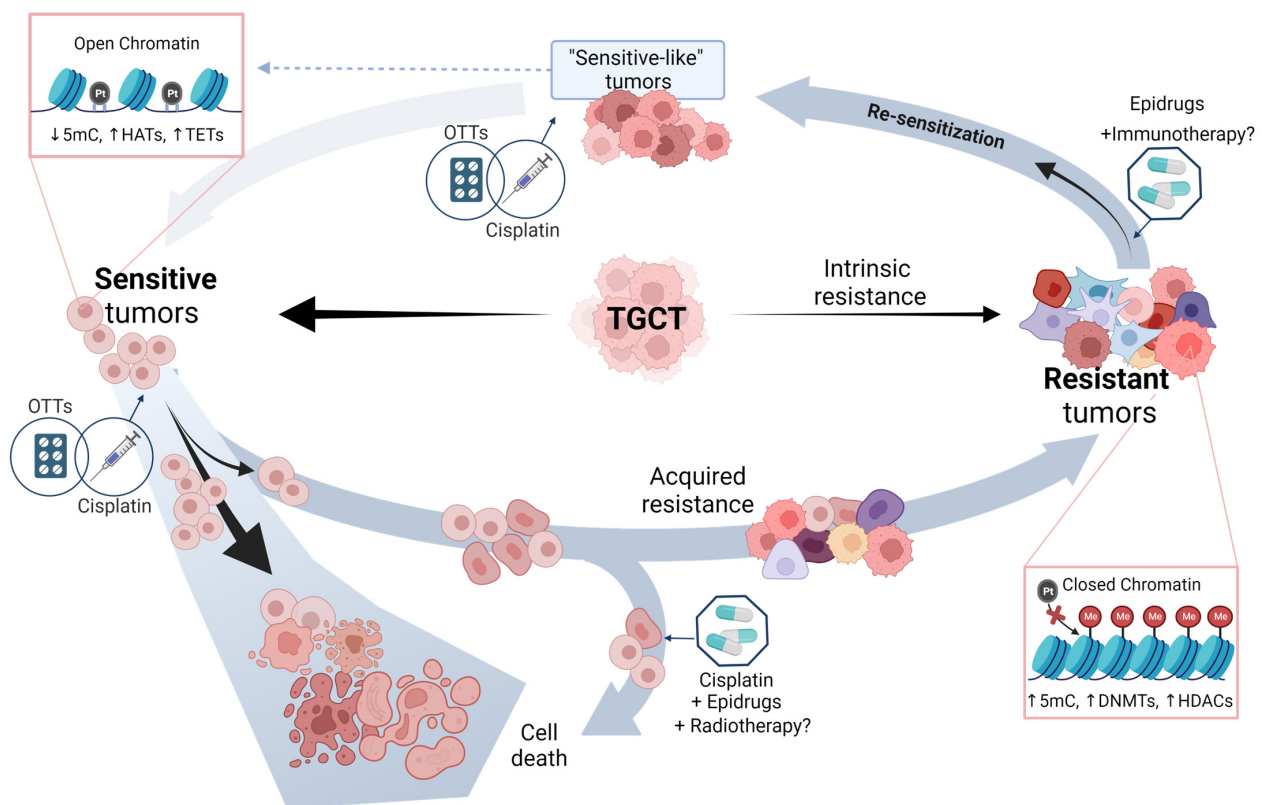 Open Chromatin
Pt
Pt
↓5mC, ↑HATs, ↑TETs
"Sensitive-like"
tumors
OTTs
Cisplatin
Re-sensitization
Epidrugs
+Immunotherapy?
Sensitive
tumors
TGCT
Intrinsic
resistance
Resistant
tumors
OTTs
Cisplatin
Acquired
resistance
Cell
death
Cisplatin
+ Epidrugs
+ Radiotherapy?
Closed Chromatin
Pt
Me
Me
Me
Me
Me
↑5mC, ↑DNMTs, ↑HDACs